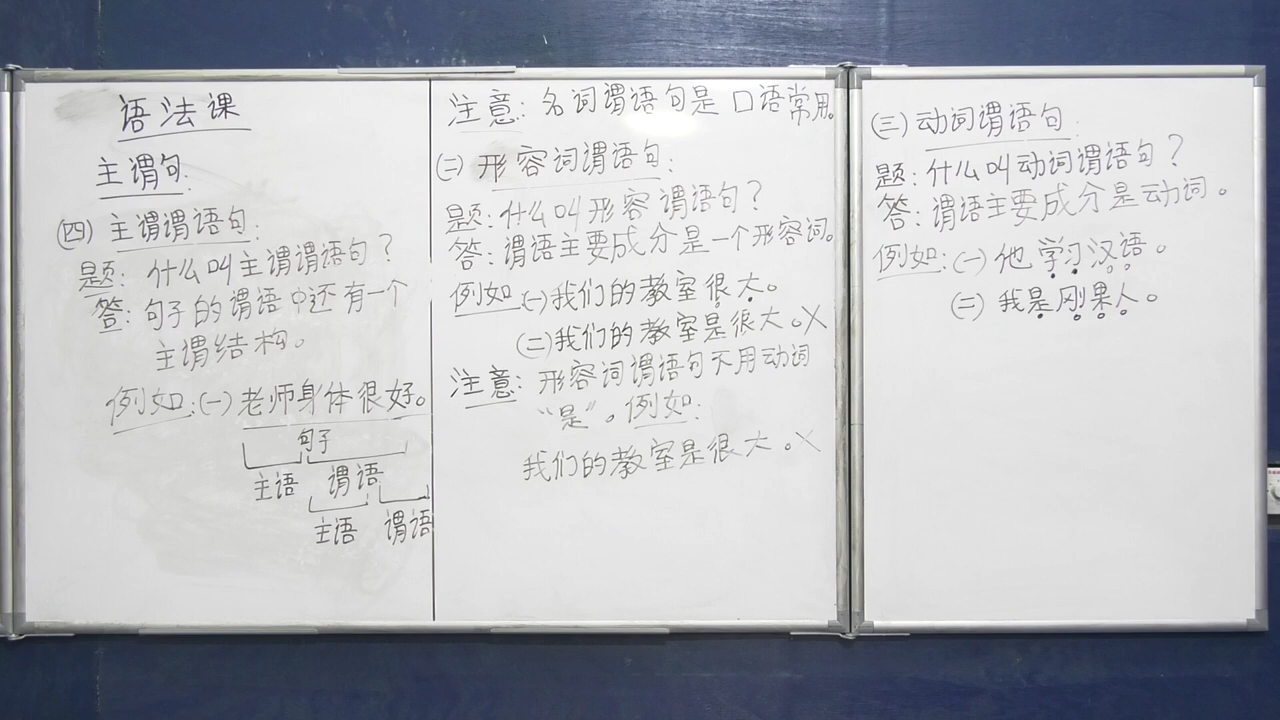 语法课
主谓句:
(四) 主谓谓语句:
题: 什么叫主谓谓语句?
答: 句子的谓语中还有一个
主谓结构。
例如:(一)老师身体很好。
句子
主语 谓语
主语 谓语
注意: 名词谓语句是口语常用。
(二) 形容词谓语句:
题: 什么叫形容谓语句?
答: 谓语主要成分是一个形容词。
例如(一)我们的教室很大。
(二)我们的教室是很大。X
注意: 形容词谓语句不用动词
“是”。例如:
我们的教室是很大。X
(三) 动词谓语句:
题: 什么叫动词谓语句?
答: 谓语主要成分是动词。
例如:(一) 他学习汉语。
(二) 我是刚果人。